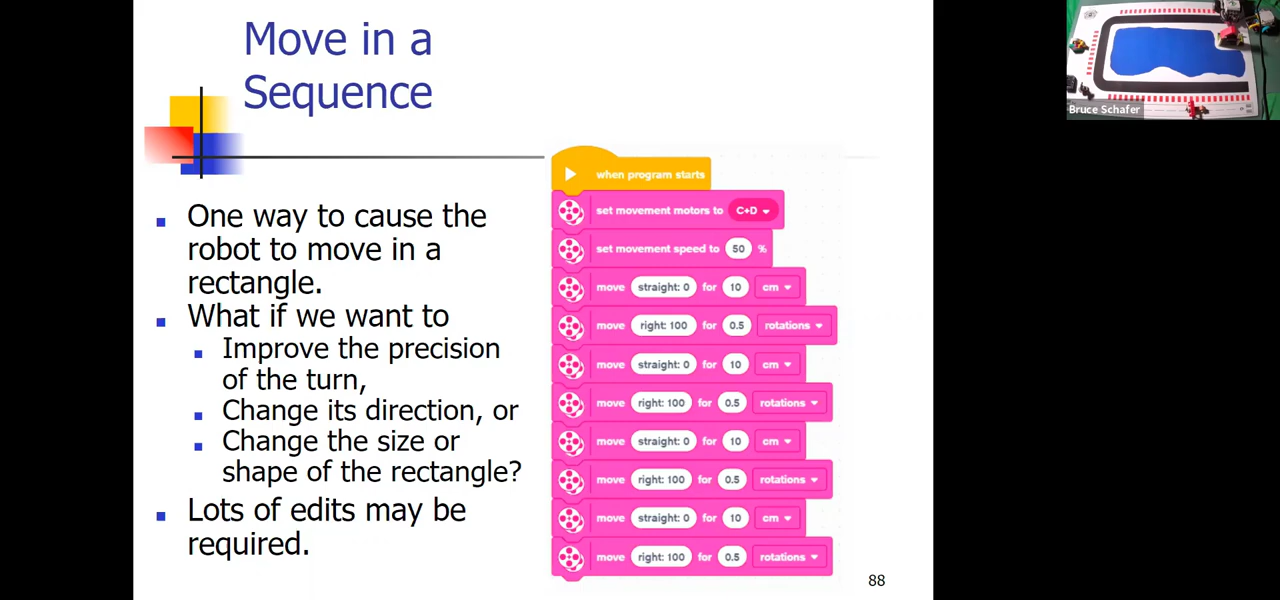 Move in a
Sequence
One way to cause the
robot to move in a
rectangle.
What if we want to
Improve the precision
of the turn,
Change its direction, or
Change the size or
shape of the rectangle?
Lots of edits may be
required.
when program starts
set movement motors to C+D
set movement speed to 50 %
move straight: 0 for 10 cm
move right: 100 for 0.5 rotations
move straight: 0 for 10 cm
move right: 100 for 0.5 rotations
move straight: 0 for 10 cm
move right: 100 for 0.5 rotations
move straight: 0 for 10 cm
move right: 100 for 0.5 rotations
88
Bruce Schafer